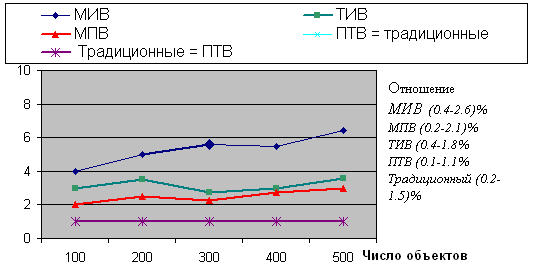 МИВ
ТИВ
МПВ
ПТВ = традиционные
Традиционные = ПТВ
10
8
6
4
2
0
100 200 300 400 500
Число объектов
Отношение
МИВ (0.4-2.6)%
МПВ (0.2-2.1)%
ТИВ (0.4-1.8%
ПТВ (0.1-1.1%
Традиционный (0.2-
1.5)%